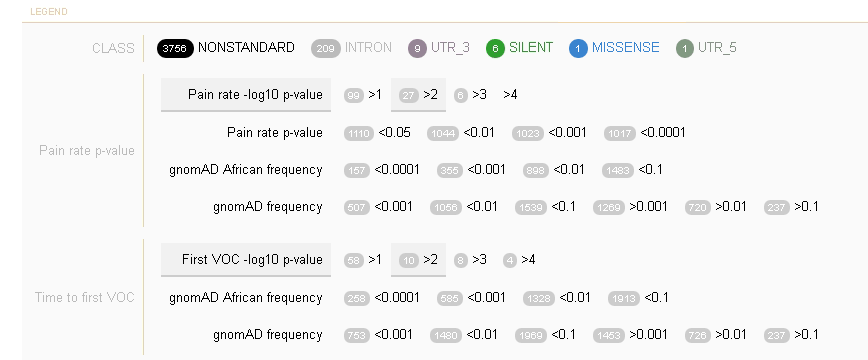 LEGEND
CLASS 3756 NONSTANDARD 209 INTRON 9 UTR_3 6 SILENT 1 MISSENSE 1 UTR_5
Pain rate -log10 p-value 99 >1 27 >2 6 >3 >4
Pain rate p-value 1110 <0.05 1044 <0.01 1023 <0.001 1017 <0.0001
Pain rate p-value
gnomAD African frequency 157 <0.0001 355 <0.001 898 <0.01 1483 <0.1
gnomAD frequency 507 <0.001 1056 <0.01 1539 <0.1 1269 >0.001 720 >0.01 237 >0.1
First VOC -log10 p-value 58 >1 10 >2 8 >3 4 >4
Time to first VOC gnomAD African frequency 258 <0.0001 585 <0.001 1328 <0.01 1913 <0.1
gnomAD frequency 753 <0.001 1480 <0.01 1969 <0.1 1453 >0.001 726 >0.01 237 >0.1